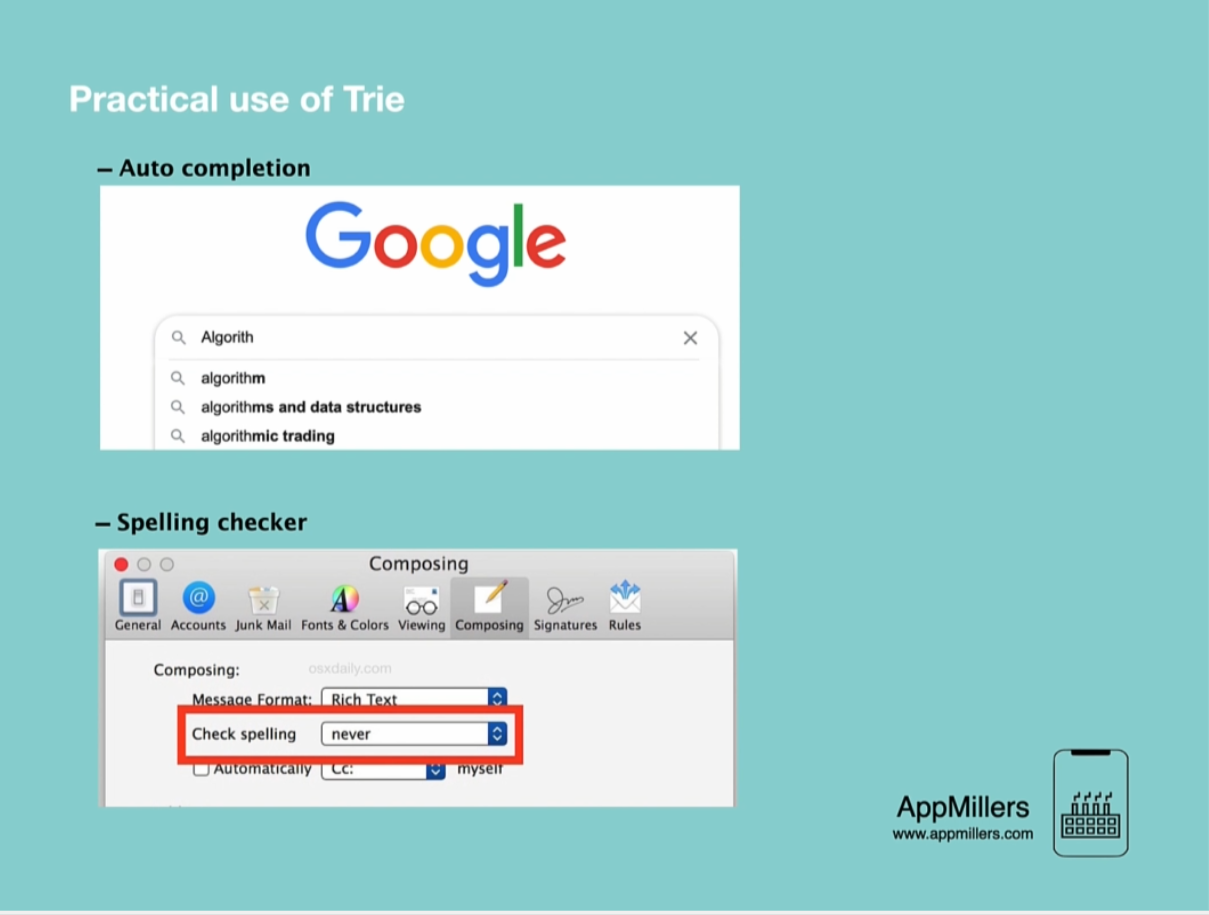 Practical use of Trie
– Auto completion
Google
Algorith
algorithm
algorithms and data structures
algorithmic trading
– Spelling checker
Composing
General Accounts Junk Mail Fonts & Colors Viewing Composing Signatures Rules
Composing: osxdaily.com
Message Format: Rich Text
Check spelling never
Automatically Cc: myself
AppMillers
www.appmillers.com